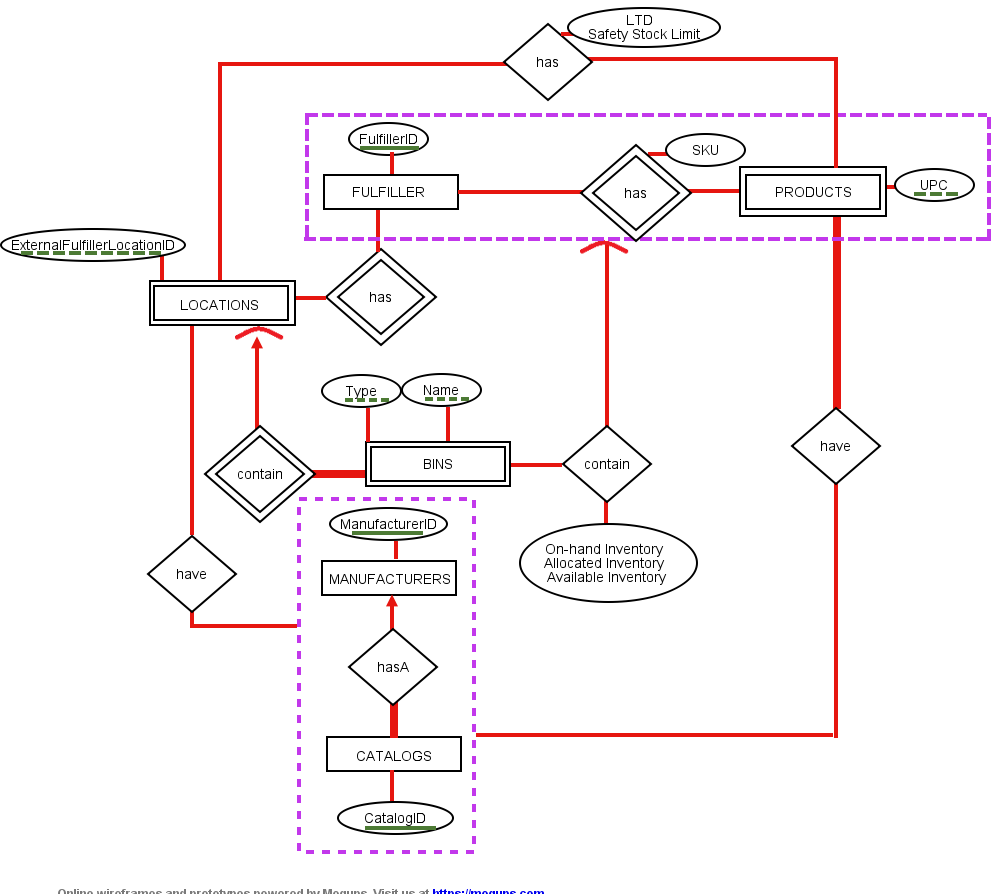 LTD
Safety Stock Limit
has
FulfillerID
SKU
FULFILLER
has
PRODUCTS
UPC
ExternalFulfillerLocationID
LOCATIONS
has
Type
Name
contain
BINS
contain
ManufacturerID
On-hand Inventory
Allocated Inventory
Available Inventory
have
MANUFACTURERS
have
hasA
CATALOGS
CatalogID
Online wireframes and prototypes powered by Moqups. Visit us at https://moqups.com